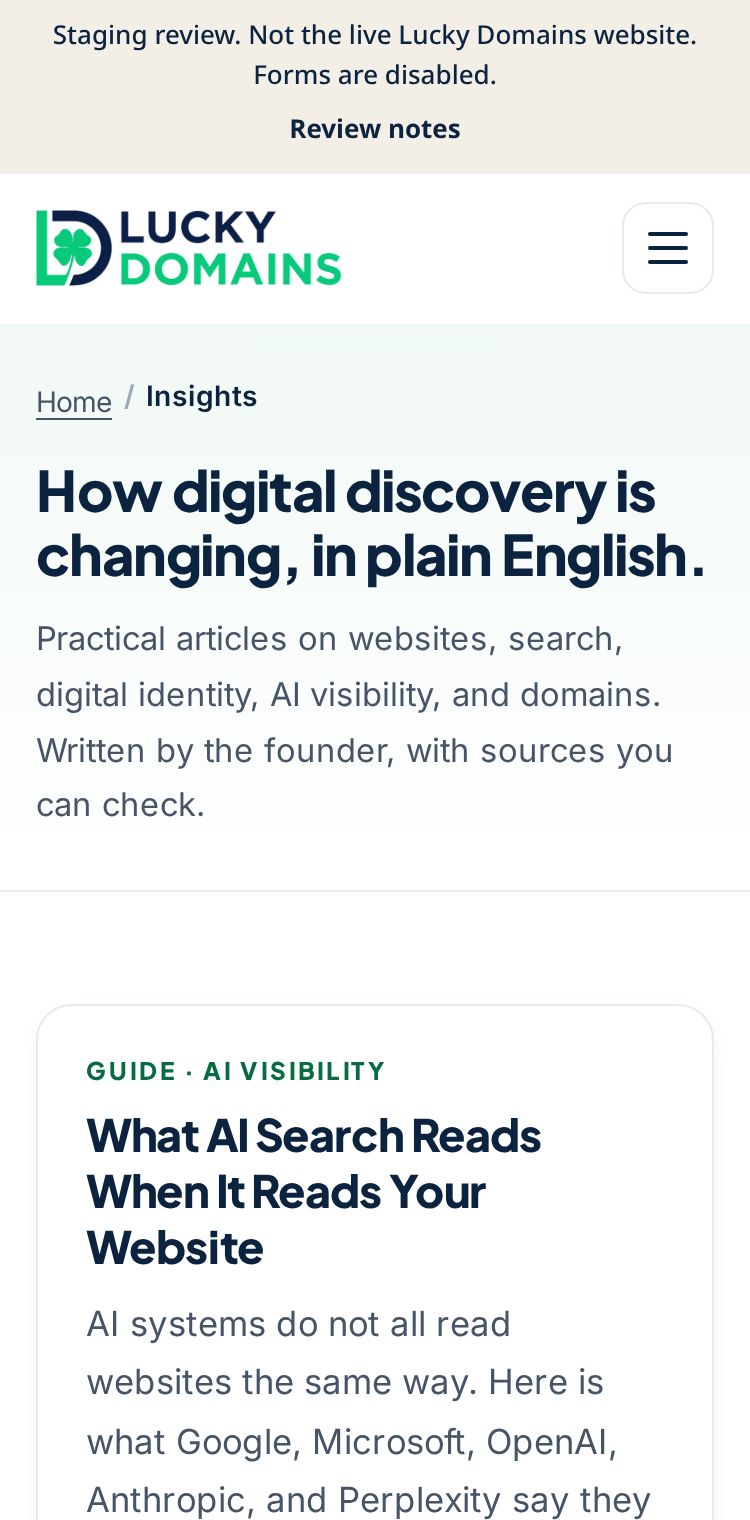 Staging review. Not the live Lucky Domains website.
Forms are disabled.
Review notes
LUCKY
DOMAINS
Home / Insights
How digital discovery is
changing, in plain English.
Practical articles on websites, search,
digital identity, AI visibility, and domains.
Written by the founder, with sources you
can check.
GUIDE · AI VISIBILITY
What AI Search Reads
When It Reads Your
Website
AI systems do not all read
websites the same way. Here is
what Google, Microsoft, OpenAI,
Anthropic, and Perplexity say they